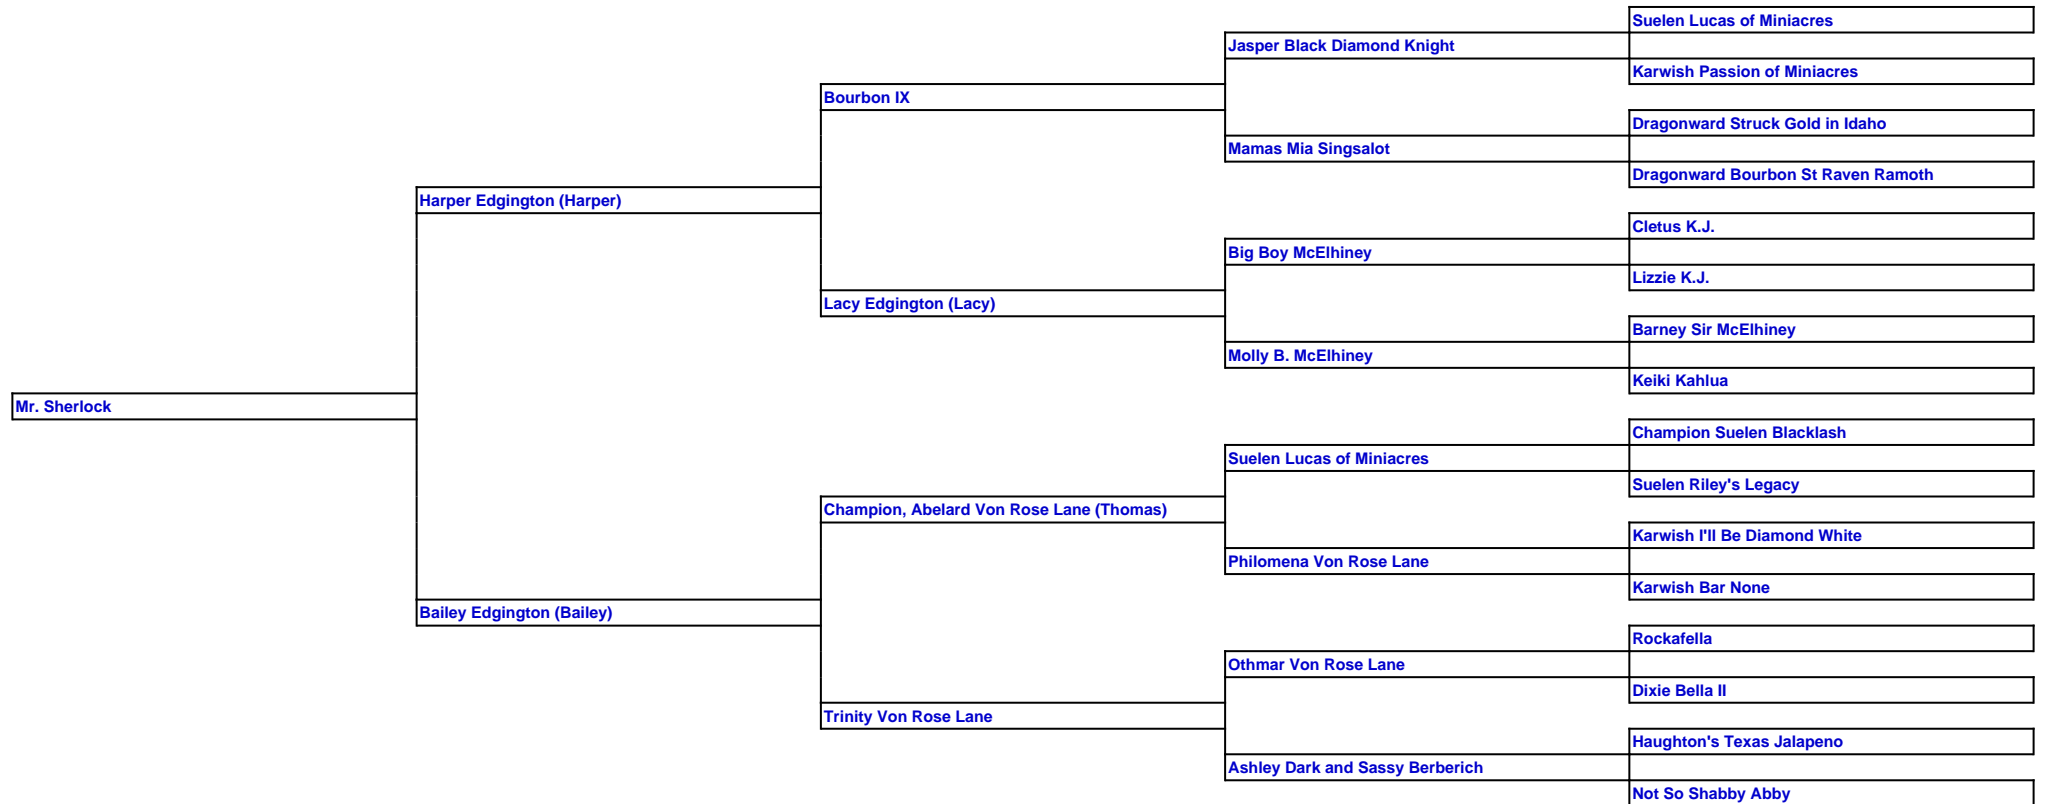 Suelen Lucas of Miniacres
Jasper Black Diamond Knight
Karwish Passion of Miniacres
Bourbon IX
Dragonward Struck Gold in Idaho
Mamas Mia Singsalot
Dragonward Bourbon St Raven Ramoth
Harper Edgington (Harper)
Cletus K.J.
Big Boy McElhiney
Lizzie K.J.
Lacy Edgington (Lacy)
Barney Sir McElhiney
Molly B. McElhiney
Keiki Kahlua
Mr. Sherlock
Champion Suelen Blacklash
Suelen Lucas of Miniacres
Suelen Riley's Legacy
Champion, Abelard Von Rose Lane (Thomas)
Karwish I'll Be Diamond White
Philomena Von Rose Lane
Karwish Bar None
Bailey Edgington (Bailey)
Rockafella
Othmar Von Rose Lane
Dixie Bella II
Trinity Von Rose Lane
Haughton's Texas Jalapeno
Ashley Dark and Sassy Berberich
Not So Shabby Abby